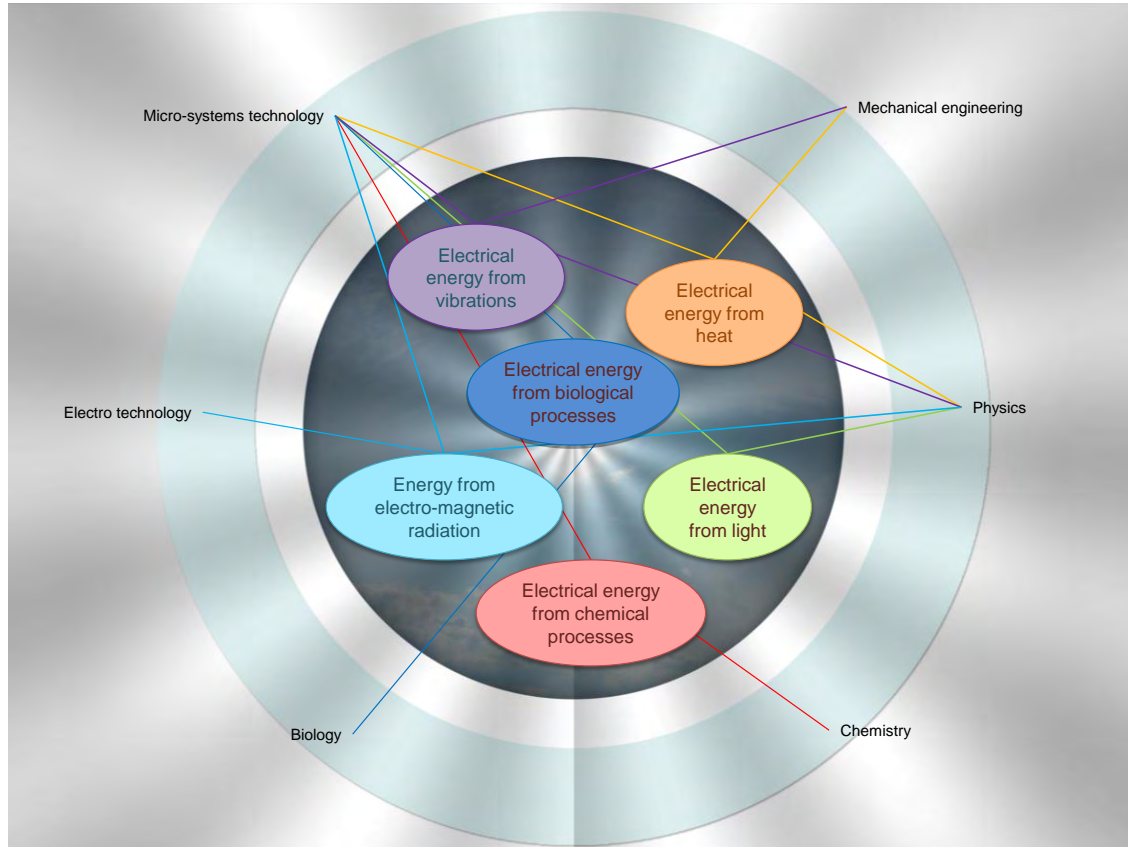 Mechanical engineering
Micro-systems technology
Electrical
energy from
vibrations
Electrical
energy from
heat
Electrical energy
from biological
processes
Electro technology
Physics
Energy from
electro-magnetic
radiation
Electrical
energy
from light
Electrical energy
from chemical
processes
Biology
Chemistry